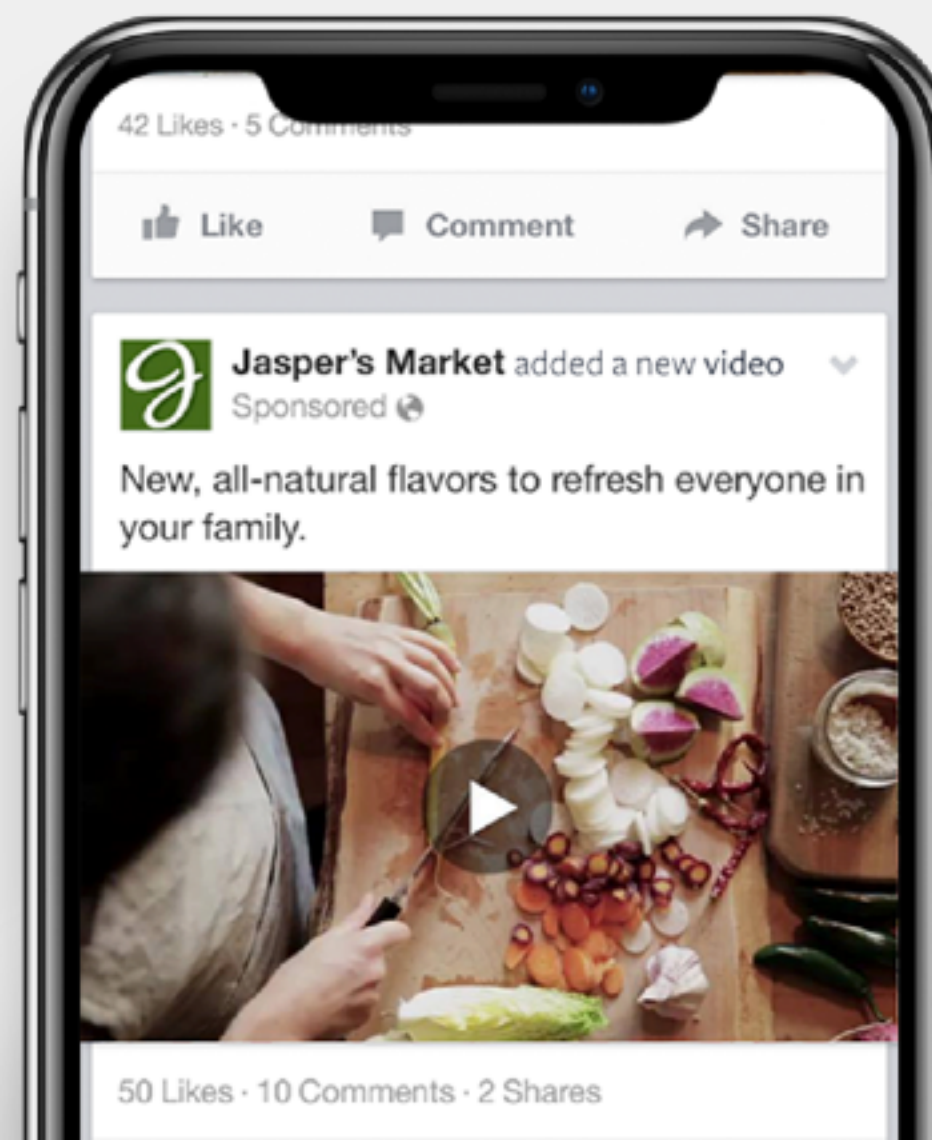 42 Likes · 5 Comments
Like Comment Share
Jasper's Market added a new video
Sponsored
New, all-natural flavors to refresh everyone in
your family.
50 Likes · 10 Comments · 2 Shares